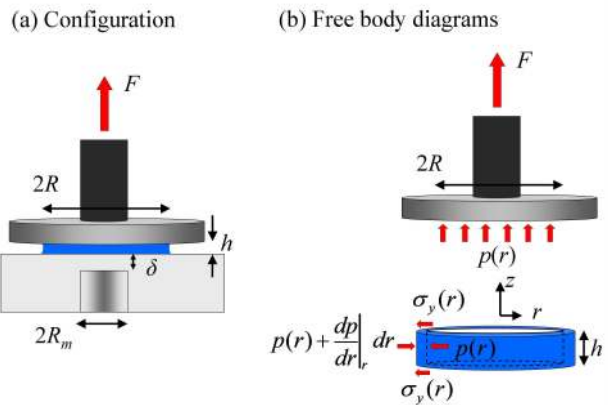 (a) Configuration
F
2R
h
δ
2R_m
(b) Free body diagrams
F
2R
p(r)
z
σ_y(r)
r
p(r) + dp/dr|_r dr
p(r)
h
σ_y(r)